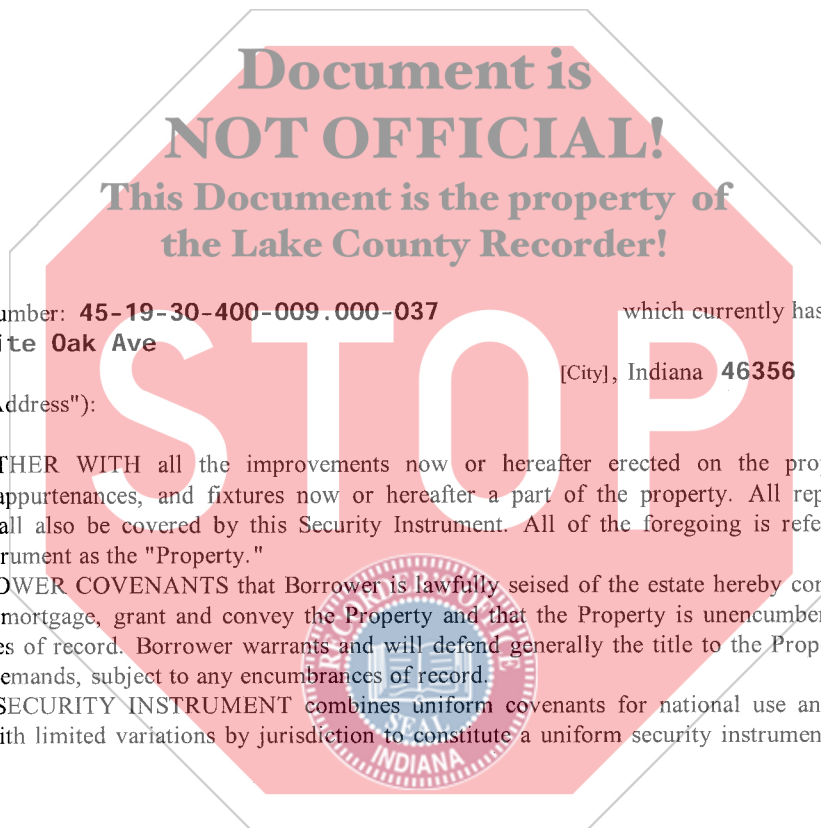 Document is
NOT OFFICIAL!
This Document is the property of
the Lake County Recorder!
umber: 45-19-30-400-009.000-037 which currently has
ite Oak Ave
[City], Indiana 46356
Address"):
STOP
THER WITH all the improvements now or hereafter erected on the prop
appurtenances, and fixtures now or hereafter a part of the property. All rep
all also be covered by this Security Instrument. All of the foregoing is refe
rument as the "Property."
OWER COVENANTS that Borrower is lawfully seised of the estate hereby con
mortgage, grant and convey the Property and that the Property is unencumber
es of record. Borrower warrants and will defend generally the title to the Prop
emands, subject to any encumbrances of record.
SECURITY INSTRUMENT combines uniform covenants for national use an
ith limited variations by jurisdiction to constitute a uniform security instrumen
RECORDER'S OFFICE
SEAL
INDIANA